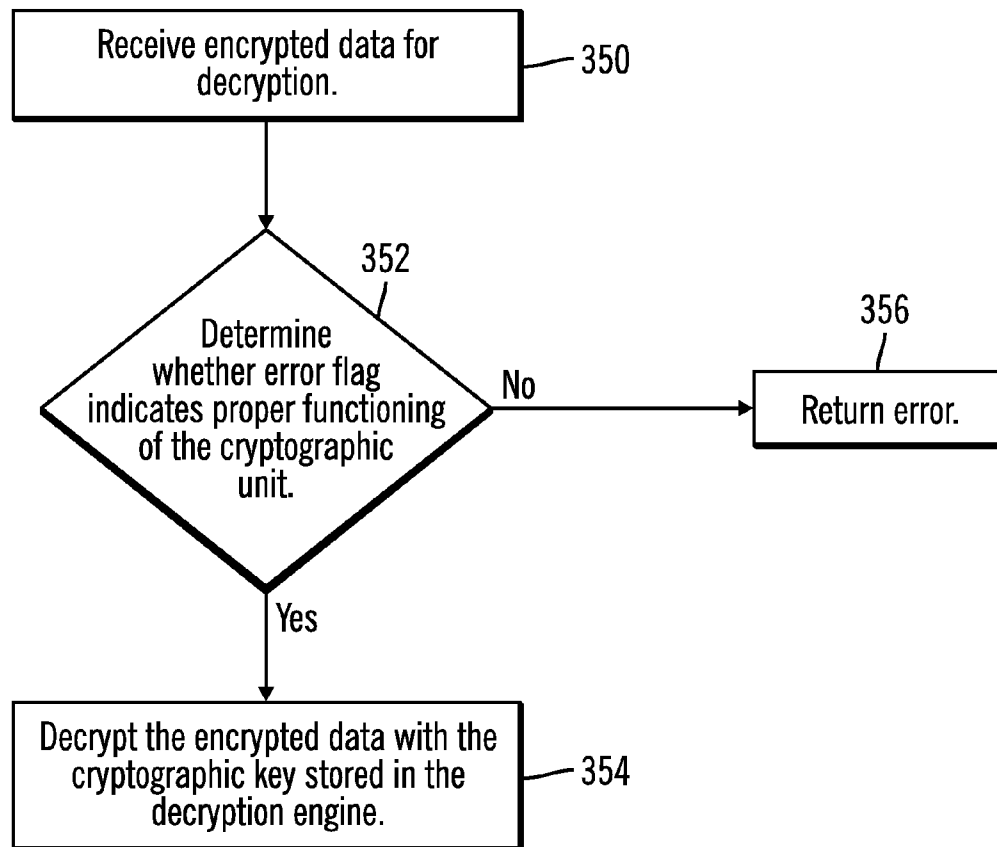 Receive encrypted data for
decryption.
350
352
Determine
whether error flag
indicates proper functioning
of the cryptographic
unit.
No
356
Return error.
Yes
Decrypt the encrypted data with the
cryptographic key stored in the
decryption engine.
354